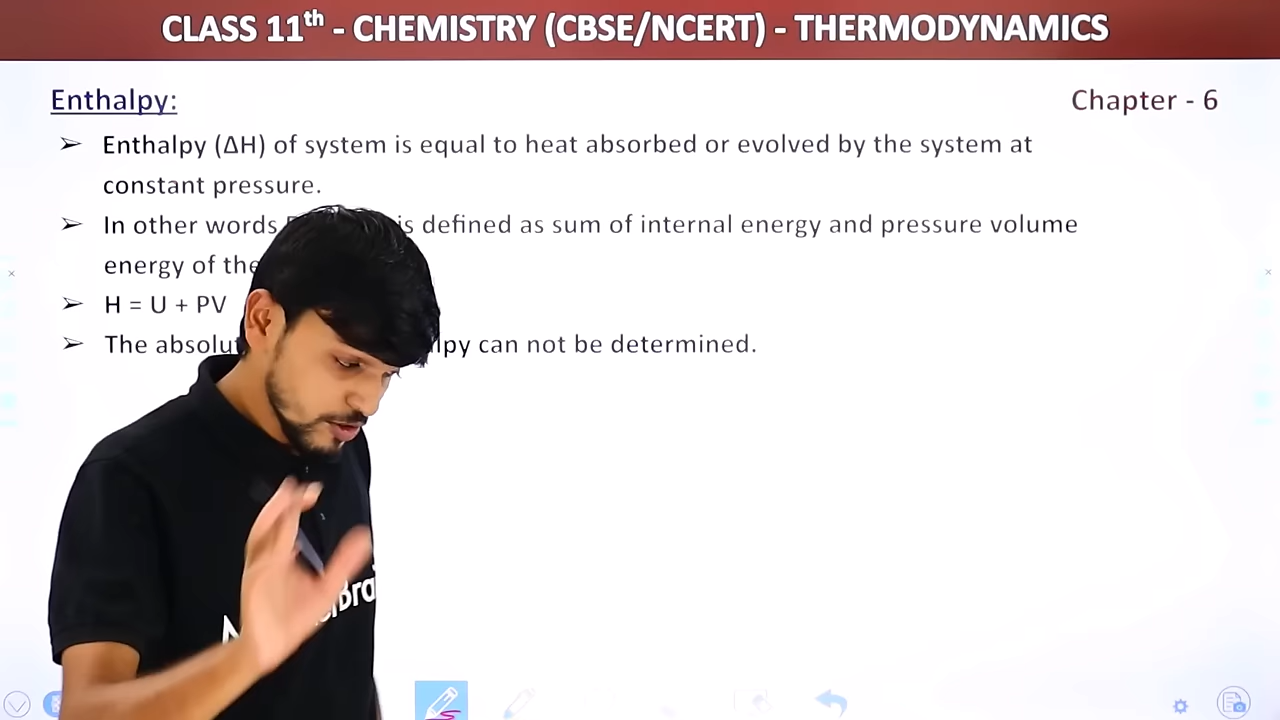 CLASS 11th - CHEMISTRY (CBSE/NCERT) - THERMODYNAMICS
Enthalpy:
Chapter - 6
➢ Enthalpy (ΔH) of system is equal to heat absorbed or evolved by the system at
constant pressure.
➢ In other words is defined as sum of internal energy and pressure volume
energy of the
➢ H = U + PV
➢ The can not be determined.